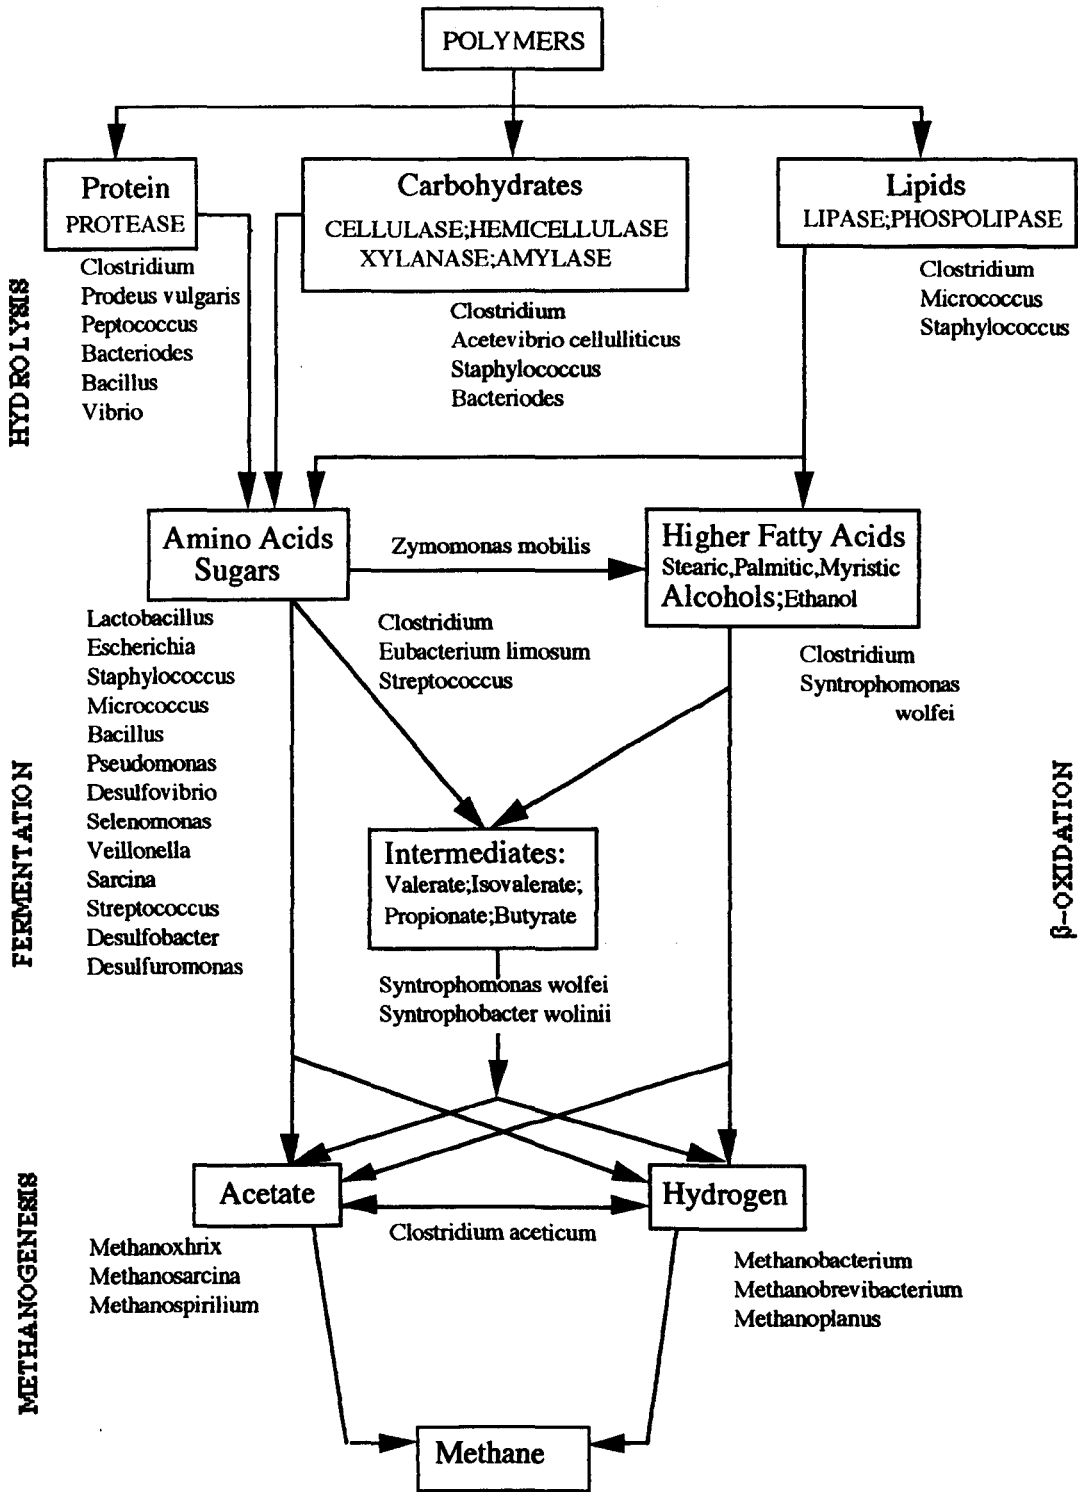 POLYMERS
Protein
PROTEASE
Carbohydrates
CELLULASE;HEMICELLULASE
XYLANASE;AMYLASE
Lipids
LIPASE;PHOSPOLIPASE
Clostridium
Prodeus vulgaris
Peptococcus
Bacteriodes
Bacillus
Vibrio
Clostridium
Acetevibrio cellulliticus
Staphylococcus
Bacteriodes
Clostridium
Micrococcus
Staphylococcus
HYDROLYSIS
Amino Acids
Sugars
Zymomonas mobilis
Higher Fatty Acids
Stearic,Palmitic,Myristic
Alcohols;Ethanol
Lactobacillus
Escherichia
Staphylococcus
Micrococcus
Bacillus
Pseudomonas
Desulfovibrio
Selenomonas
Veillonella
Sarcina
Streptococcus
Desulfobacter
Desulfuromonas
Clostridium
Eubacterium limosum
Streptococcus
Clostridium
Syntrophomonas
wolfei
FERMENTATION
β-OXIDATION
Intermediates:
Valerate;Isovalerate;
Propionate;Butyrate
Syntrophomonas wolfei
Syntrophobacter wolinii
Acetate
Hydrogen
Clostridium aceticum
Methanoxhrix
Methanosarcina
Methanospirilium
Methanobacterium
Methanobrevibacterium
Methanoplanus
METHANOGENESIS
Methane